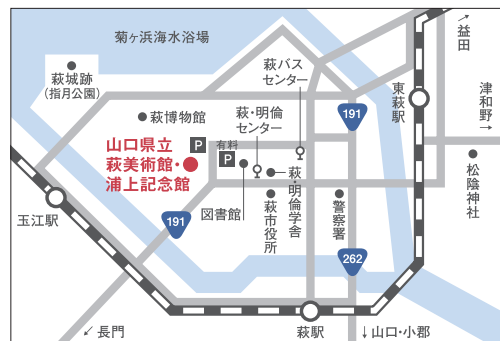 菊ヶ浜海水浴場
↗益田
萩城跡
(指月公園)
萩バス
センター
東萩駅
津和野→
191
萩博物館
萩・明倫
センター
山口県立
萩美術館・
浦上記念館
P
有料
P
松陰神社
玉江駅
図書館
萩・明倫学舎
萩市役所
警察署
191
262
萩駅
↙長門
↓山口・小郡